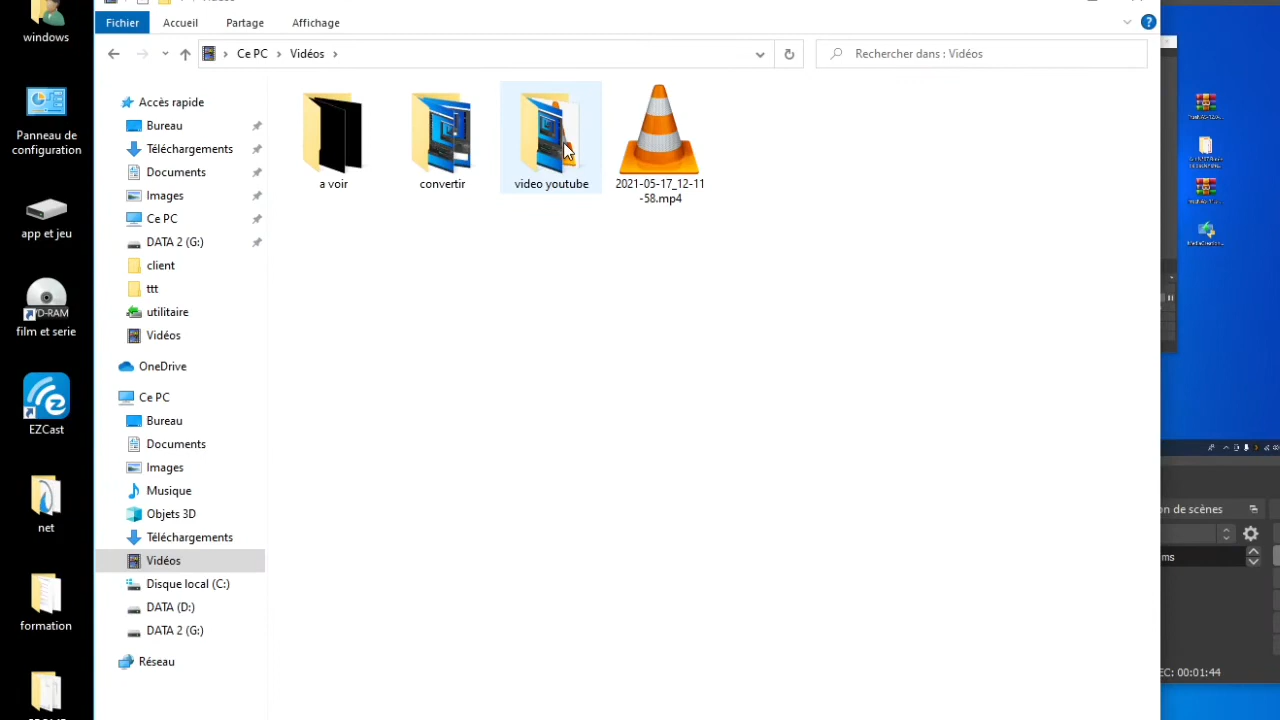 windows
Panneau de
configuration
app et jeu
film et serie
EZCast
net
formation
Fichier
Accueil
Partage
Affichage
Ce PC
Vidéos
Rechercher dans : Vidéos
Accès rapide
Bureau
Téléchargements
Documents
Images
Ce PC
DATA 2 (G:)
client
ttt
utilitaire
Vidéos
OneDrive
Ce PC
Bureau
Documents
Images
Musique
Objets 3D
Téléchargements
Vidéos
Disque local (C:)
DATA (D:)
DATA 2 (G:)
Réseau
a voir
convertir
video youtube
2021-05-17_12-11
-58.mp4
on de scènes
ms
EC: 00:01:44